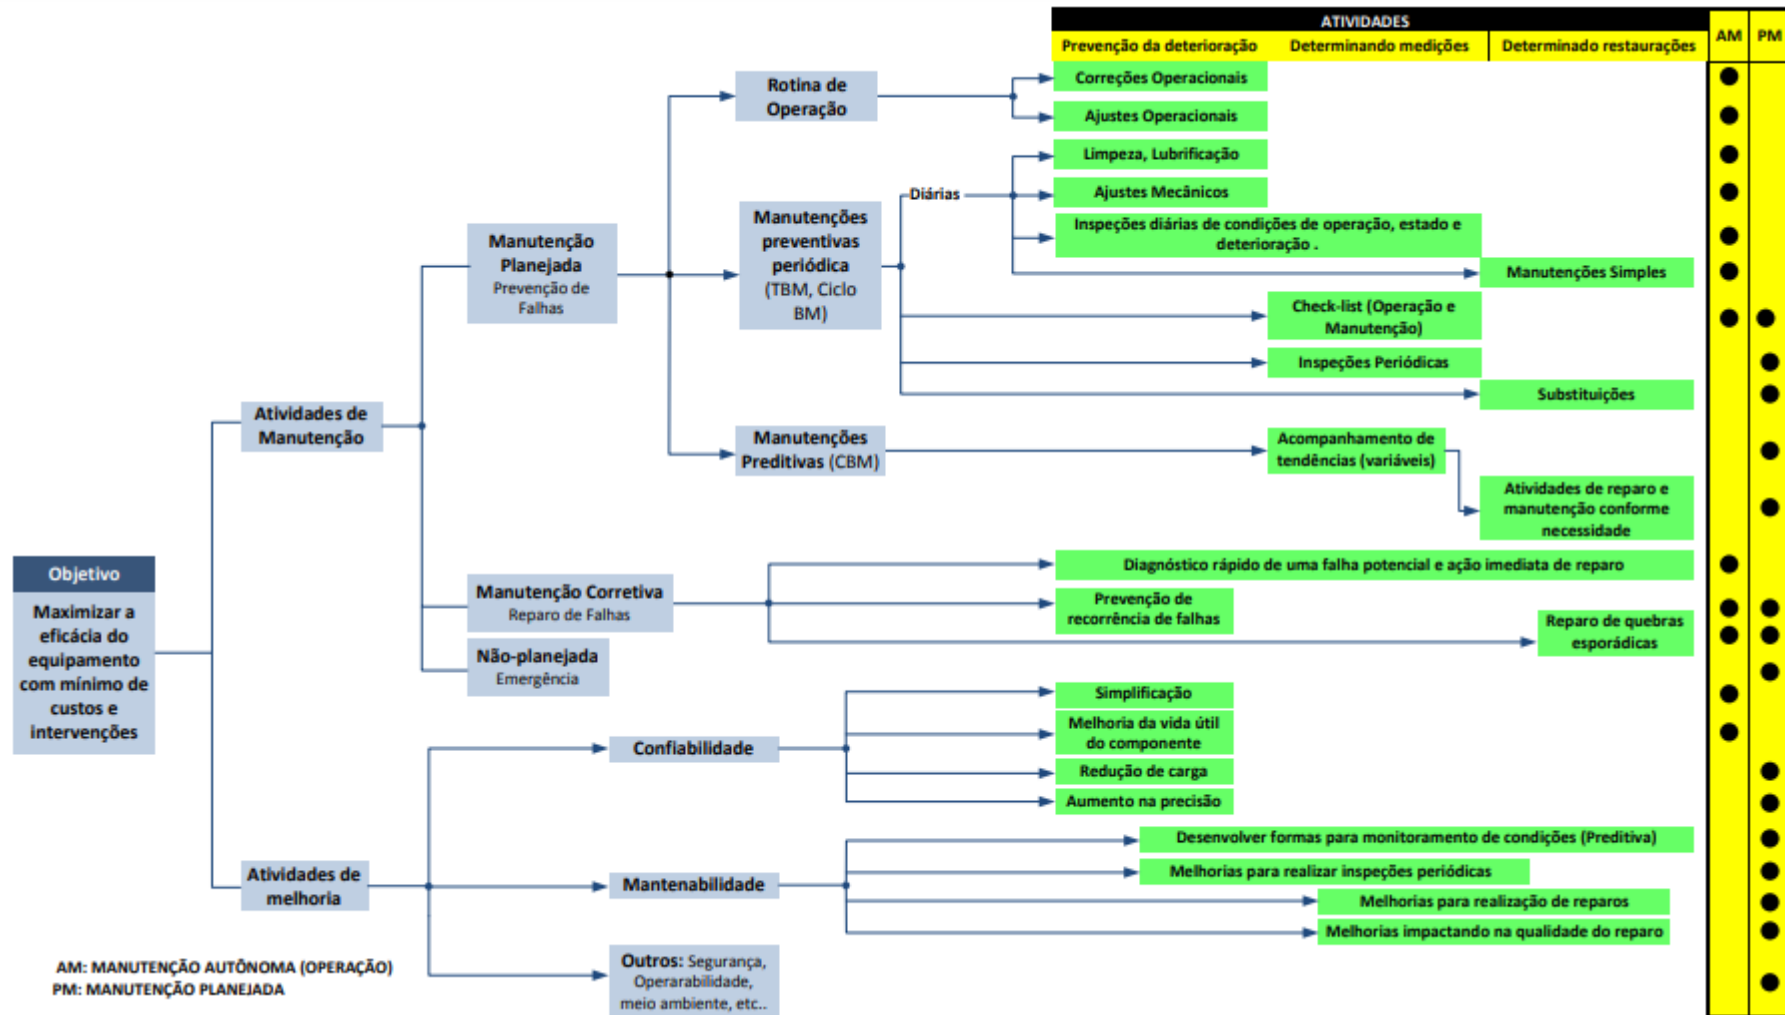 ATIVIDADES
AM
PM
Prevenção da deterioração
Determinando medições
Determinado restaurações
Correções Operacionais
Rotina de
Operação
Ajustes Operacionais
Limpeza, Lubrificação
Diárias
Ajustes Mecânicos
Manutenções
preventivas
periódica
(TBM, Ciclo
BM)
Inspeções diárias de condições de operação, estado e
deterioração .
Manutenção
Planejada
Prevenção de
Falhas
Manutenções Simples
Check-list (Operação e
Manutenção)
Inspeções Periódicas
Substituições
Atividades de
Manutenção
Manutenções
Preditivas (CBM)
Acompanhamento de
tendências (variáveis)
Atividades de reparo e
manutenção conforme
necessidade
Objetivo
Maximizar a
eficácia do
equipamento
com mínimo de
custos e
intervenções
Diagnóstico rápido de uma falha potencial e ação imediata de reparo
Manutenção Corretiva
Reparo de Falhas
Prevenção de
recorrência de falhas
Reparo de quebras
esporádicas
Não-planejada
Emergência
Simplificação
Confiabilidade
Melhoria da vida útil
do componente
Redução de carga
Aumento na precisão
Desenvolver formas para monitoramento de condições (Preditiva)
Atividades de
melhoria
Mantenabilidade
Melhorias para realizar inspeções periódicas
Melhorias para realização de reparos
Melhorias impactando na qualidade do reparo
Outros: Segurança,
Operarabilidade,
meio ambiente, etc..
AM: MANUTENÇÃO AUTÔNOMA (OPERAÇÃO)
PM: MANUTENÇÃO PLANEJADA